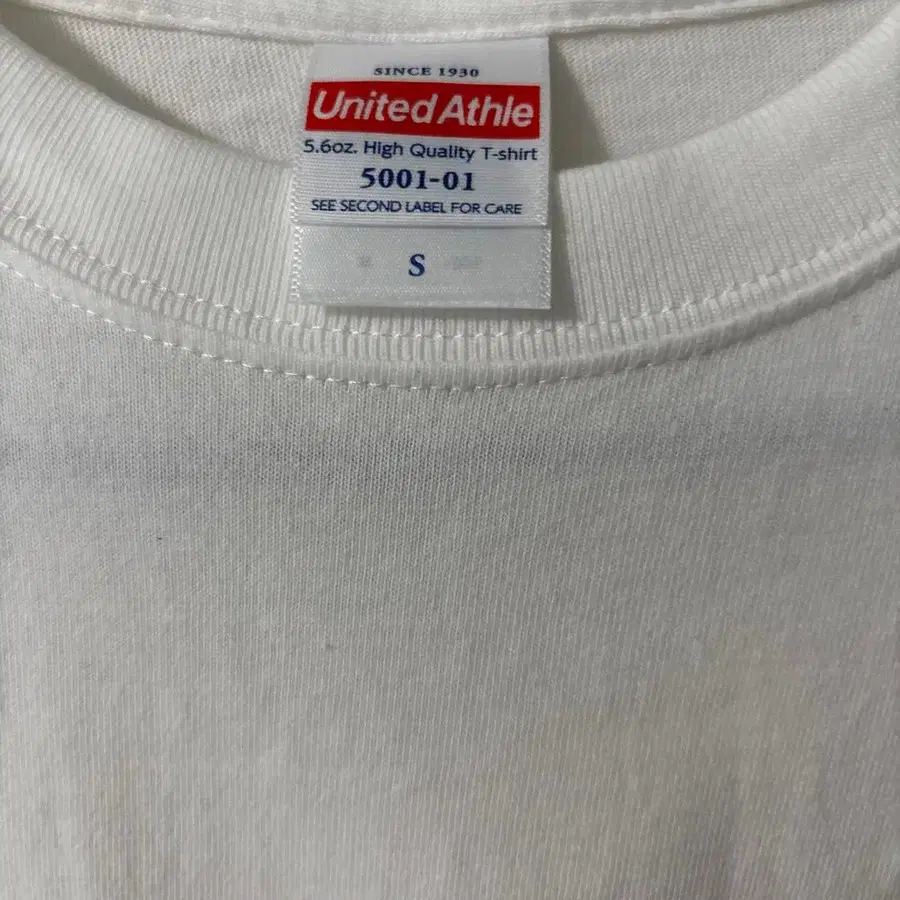 SINCE 1930
United Athle
5.6oz. High Quality T-shirt
5001-01
SEE SECOND LABEL FOR CARE
S